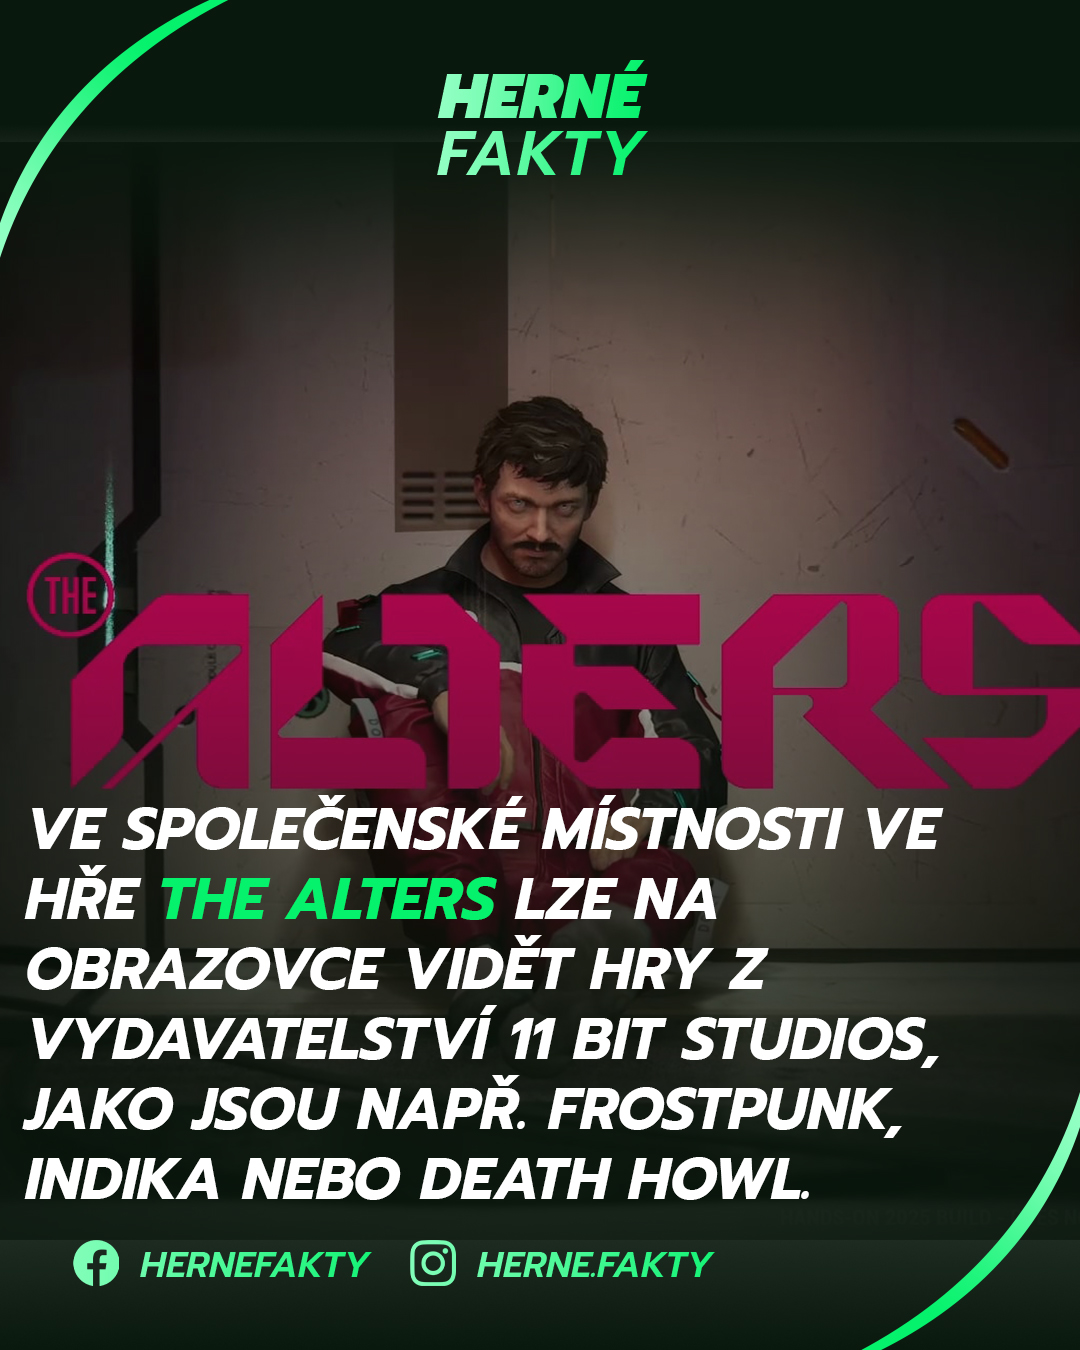 HERNÉ
FAKTY
THE
ALTERS
VE SPOLEČENSKÉ MÍSTNOSTI VE
HŘE THE ALTERS LZE NA
OBRAZOVCE VIDĚT HRY Z
VYDAVATELSTVÍ 11 BIT STUDIOS,
JAKO JSOU NAPŘ. FROSTPUNK,
INDIKA NEBO DEATH HOWL.
HERNEFAKTY HERNE.FAKTY